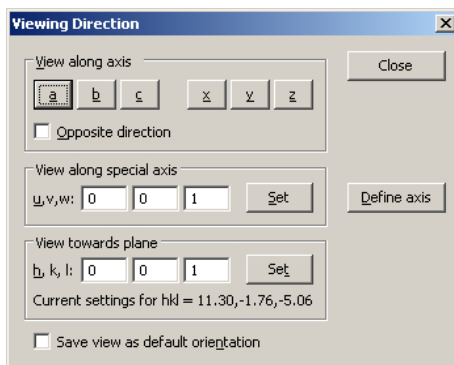 Viewing Direction
View along axis
Close
a b c x y z
Opposite direction
View along special axis
u,v,w: 0 0 1 Set
Define axis
View towards plane
h, k, l: 0 0 1 Set
Current settings for hkl = 11.30,-1.76,-5.06
Save view as default orientation